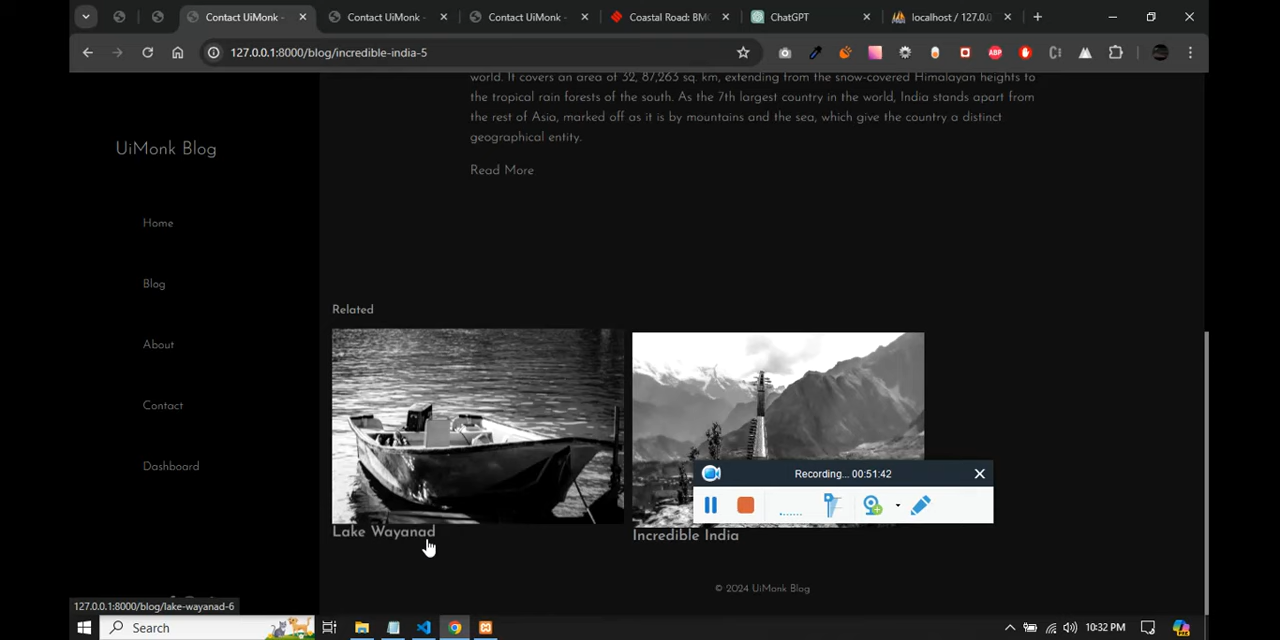 Contact UiMonk -
Contact UiMonk -
Contact UiMonk -
Coastal Road: BMC
ChatGPT
localhost / 127.0.0
127.0.0.1:8000/blog/incredible-india-5
ABP
world. It covers an area of 32, 87,263 sq. km, extending from the snow-covered Himalayan heights to
the tropical rain forests of the south. As the 7th largest country in the world, India stands apart from
the rest of Asia, marked off as it is by mountains and the sea, which give the country a distinct
geographical entity.
Read More
UiMonk Blog
Home
Blog
About
Contact
Dashboard
Related
Recording... 00:51:42
Lake Wayanad
Incredible India
© 2024 UiMonk Blog
127.0.0.1:8000/blog/lake-wayanad-6
Search
10:32 PM